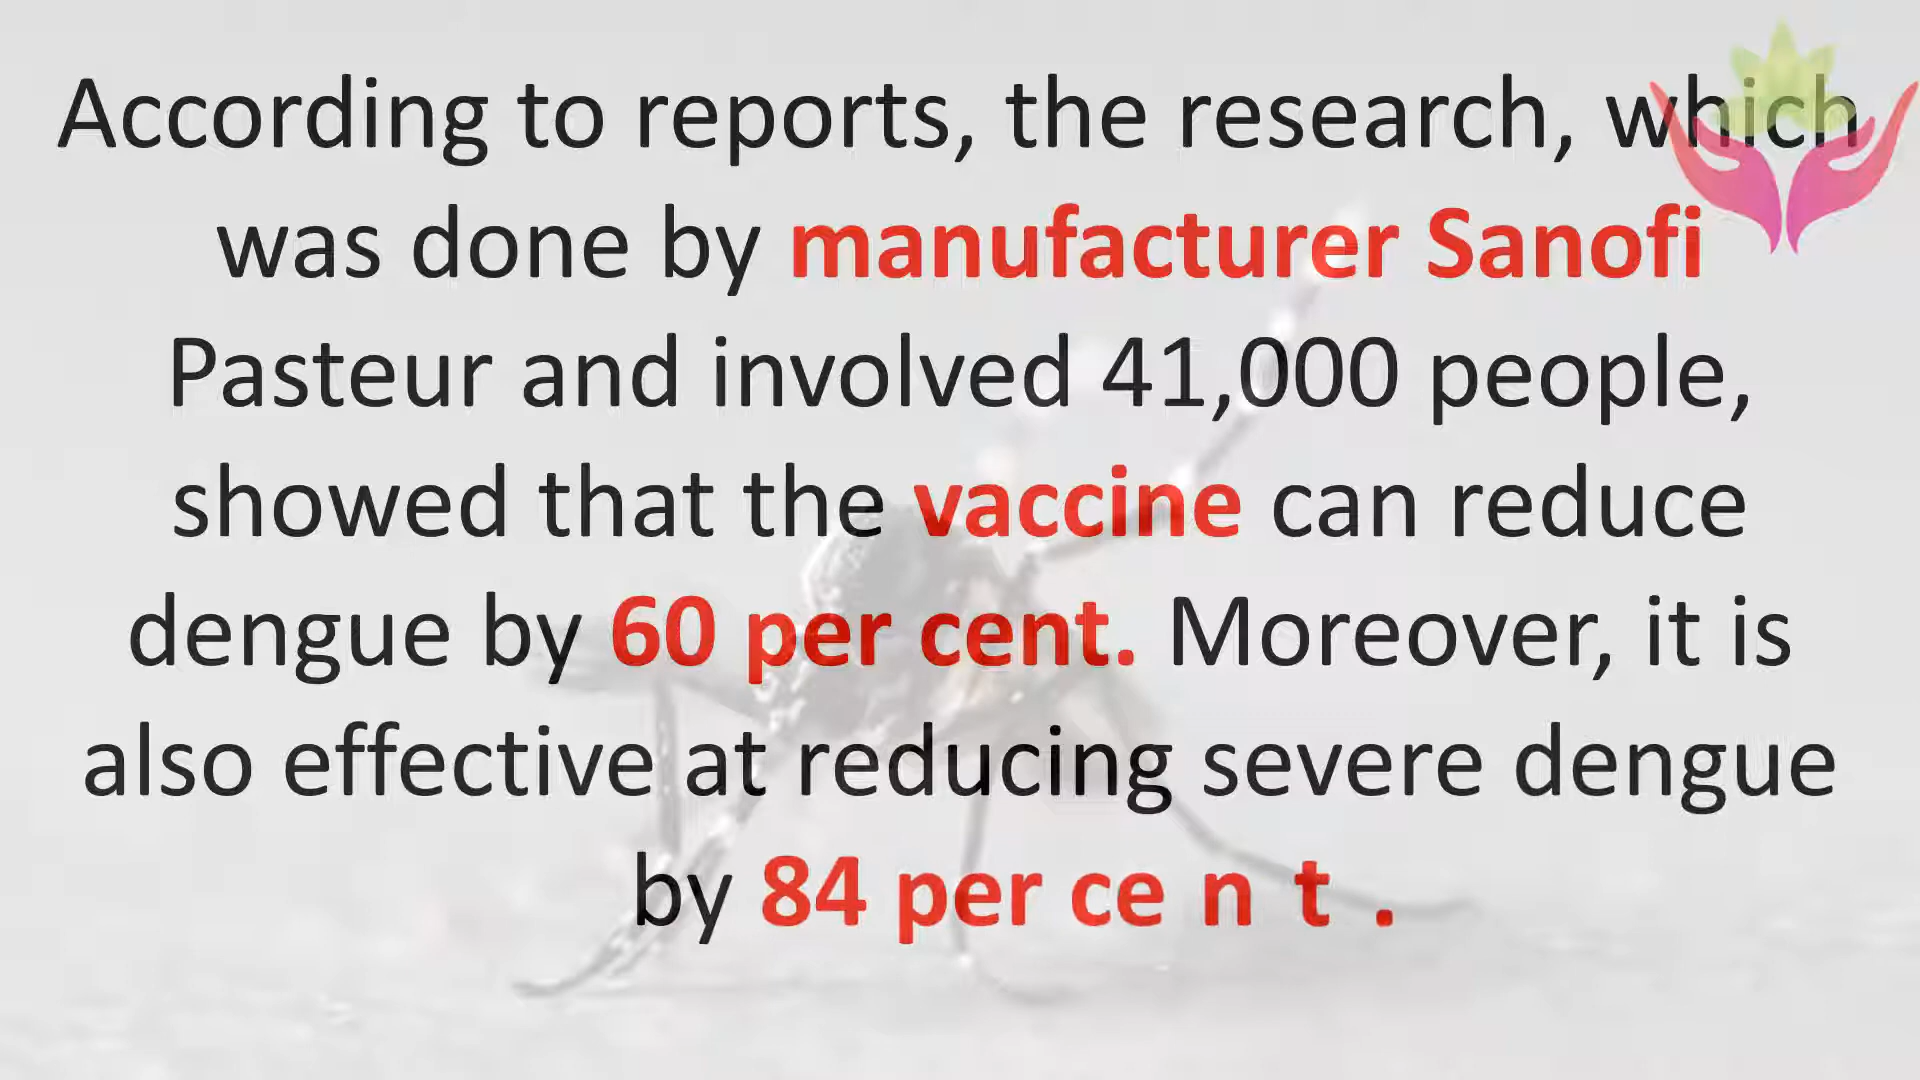 According to reports, the research, which
was done by manufacturer Sanofi
Pasteur and involved 41,000 people,
showed that the vaccine can reduce
dengue by 60 per cent. Moreover, it is
also effective at reducing severe dengue
by 84 per ce n t .